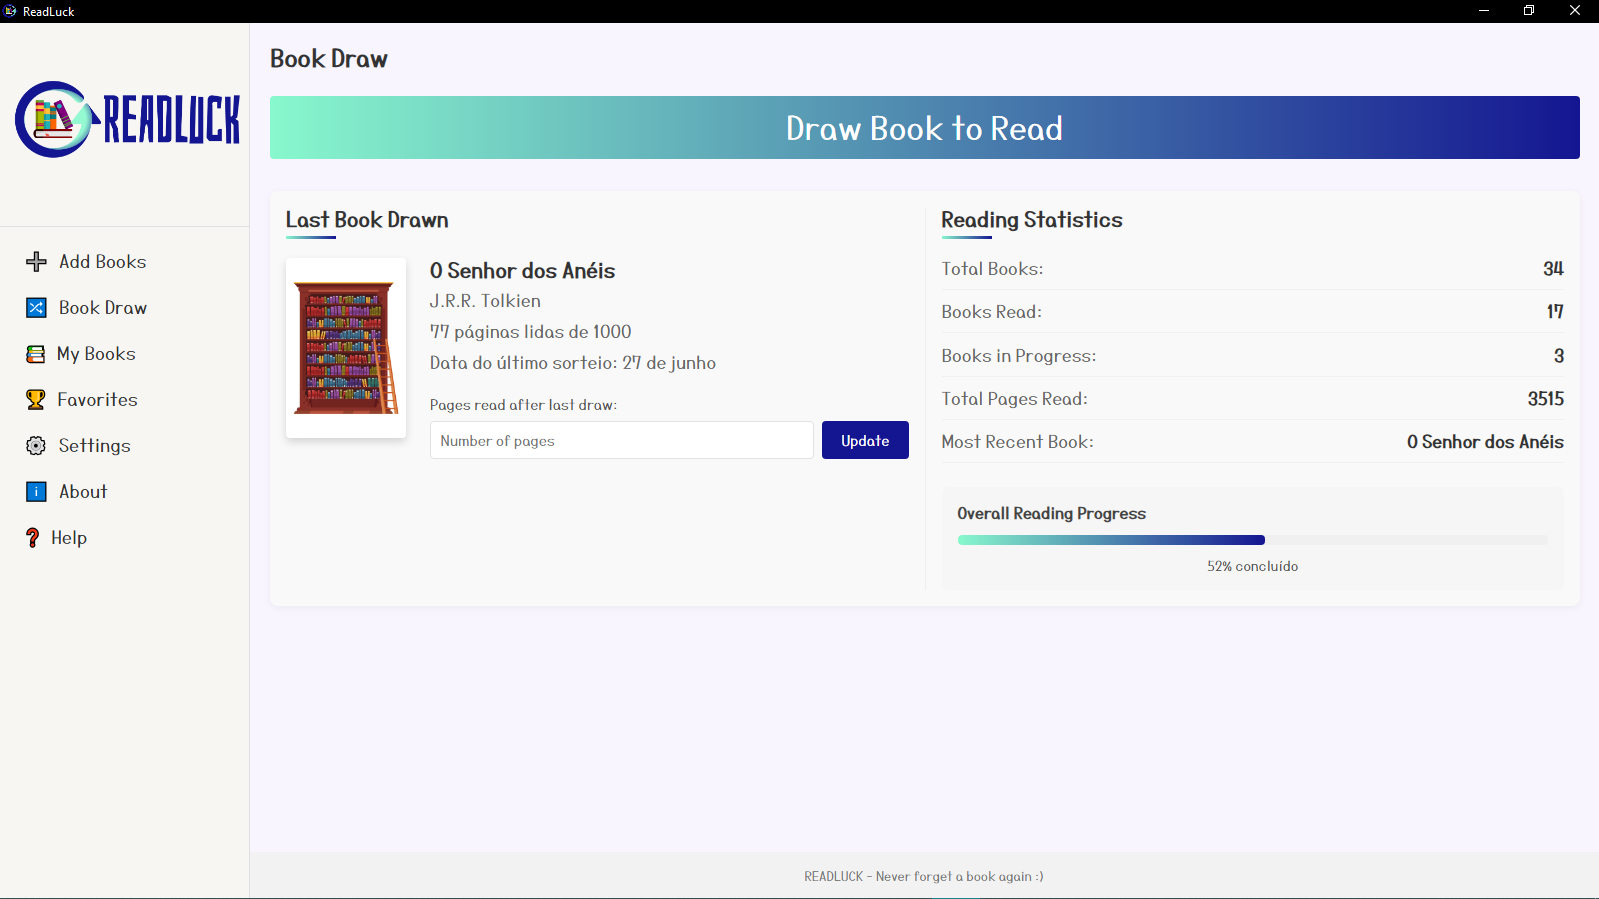 ReadLuck
READLUCK
Add Books
Book Draw
My Books
Favorites
Settings
About
Help
Book Draw
Draw Book to Read
Last Book Drawn
O Senhor dos Anéis
J.R.R. Tolkien
77 páginas lidas de 1000
Data do último sorteio: 27 de junho
Pages read after last draw:
Number of pages
Update
Reading Statistics
Total Books: 34
Books Read: 17
Books in Progress: 3
Total Pages Read: 3515
Most Recent Book: O Senhor dos Anéis
Overall Reading Progress
52% concluído
READLUCK - Never forget a book again :)